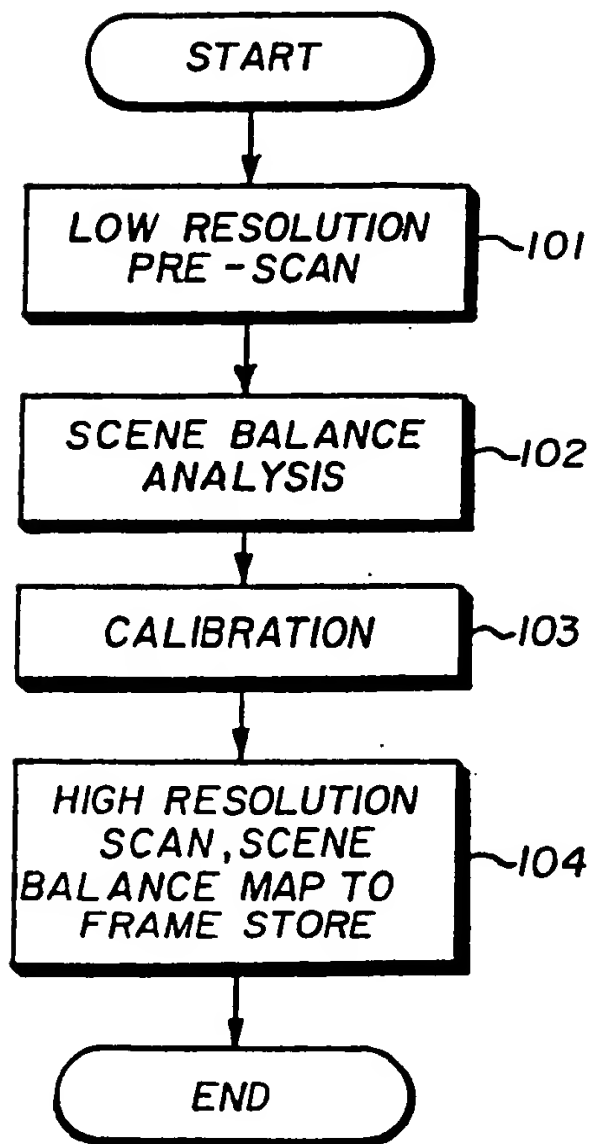 START
LOW RESOLUTION
PRE-SCAN
101
SCENE BALANCE
ANALYSIS
102
CALIBRATION
103
HIGH RESOLUTION
SCAN, SCENE
BALANCE MAP TO
FRAME STORE
104
END